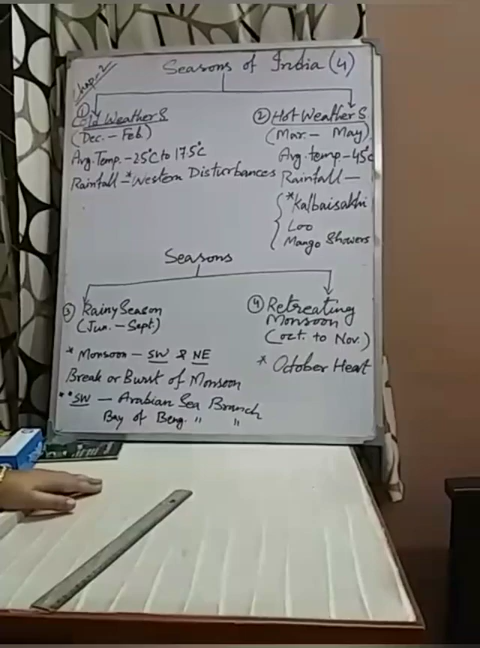 Chap-2
Seasons of India (4)
① Cold Weather S
(Dec. - Feb.)
Avg. Temp. - 25°C to 17.5°C
Rainfall - *Western Disturbances
② Hot Weather S
(Mar. - May)
Avg. temp - 45°C
Rainfall -
*Kalbaisakhi
Loo
Mango Showers
Seasons
③ Rainy Season
(Jun. - Sept.)
* Monsoon - SW & NE
Break or Burst of Monsoon
** SW - Arabian Sea Branch
Bay of Beng. " "
④ Retreating
Monsoon
(oct. to Nov.)
* October Heat